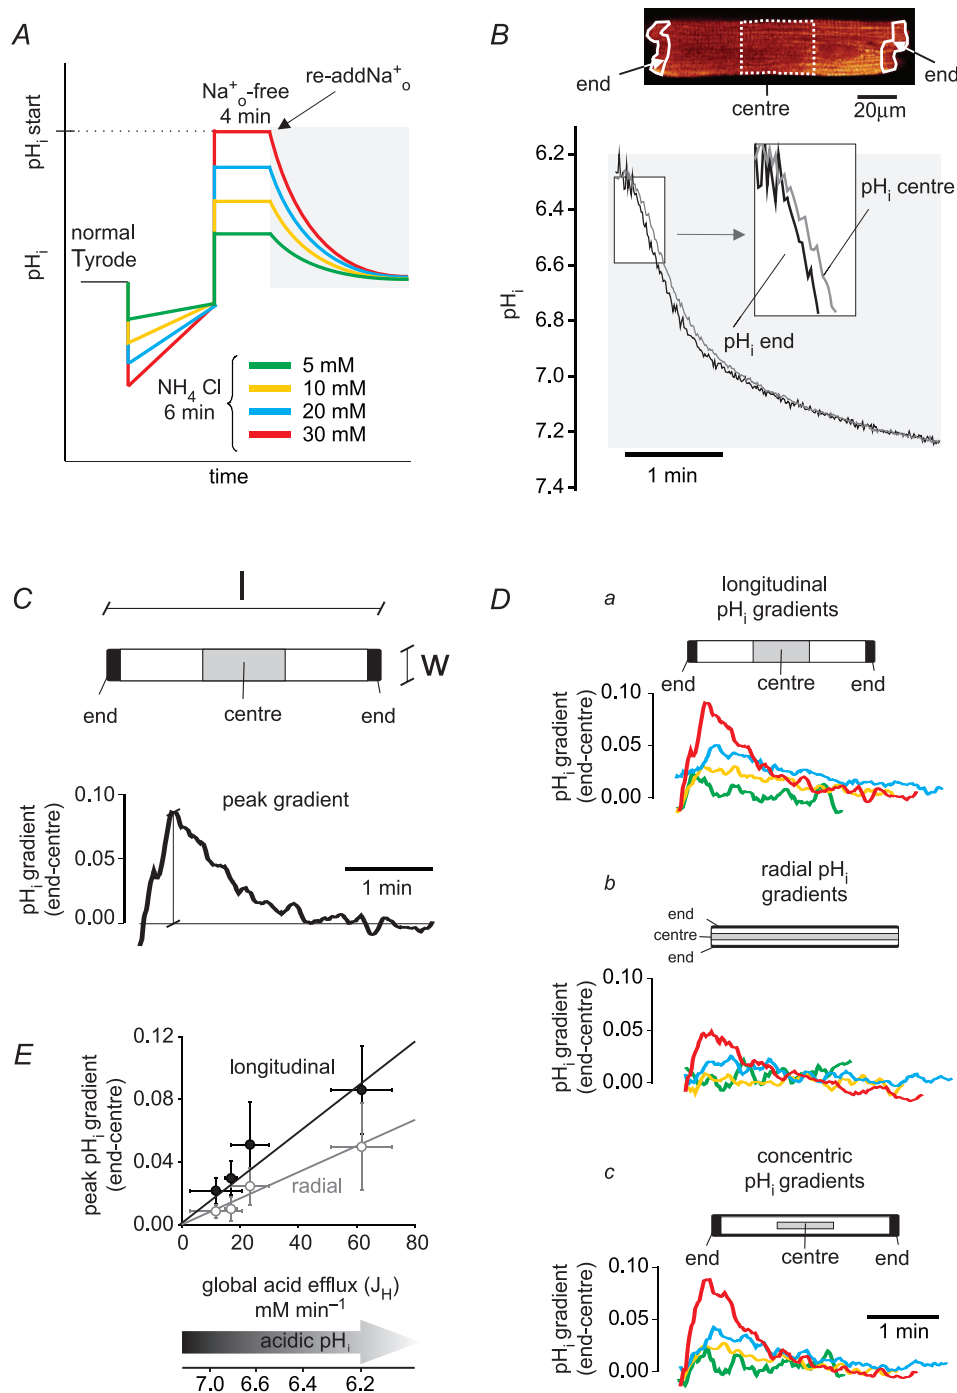 A
re-addNa⁺ₒ
Na⁺ₒ-free
4 min
pHᵢ start
normal
Tyrode
pHᵢ
NH₄ Cl
6 min
5 mM
10 mM
20 mM
30 mM
time
B
end
end
centre
20μm
6.2
6.4
6.6
6.8
7.0
7.2
7.4
pHᵢ
pHᵢ centre
pHᵢ end
1 min
C
l
W
end
centre
end
0.10
0.05
0.00
pHᵢ gradient
(end-centre)
peak gradient
1 min
D
a
longitudinal
pHᵢ gradients
end
centre
end
0.10
0.05
0.00
pHᵢ gradient
(end-centre)
b
radial pHᵢ
gradients
end
centre
end
0.10
0.05
0.00
pHᵢ gradient
(end-centre)
c
concentric
pHᵢ gradients
end
centre
end
0.10
0.05
0.00
pHᵢ gradient
(end-centre)
1 min
E
0.12
0.08
0.04
0.00
peak pHᵢ gradient
(end-centre)
longitudinal
radial
0 20 40 60 80
global acid efflux (J_H)
mM min⁻¹
acidic pHᵢ
7.0 6.6 6.4 6.2